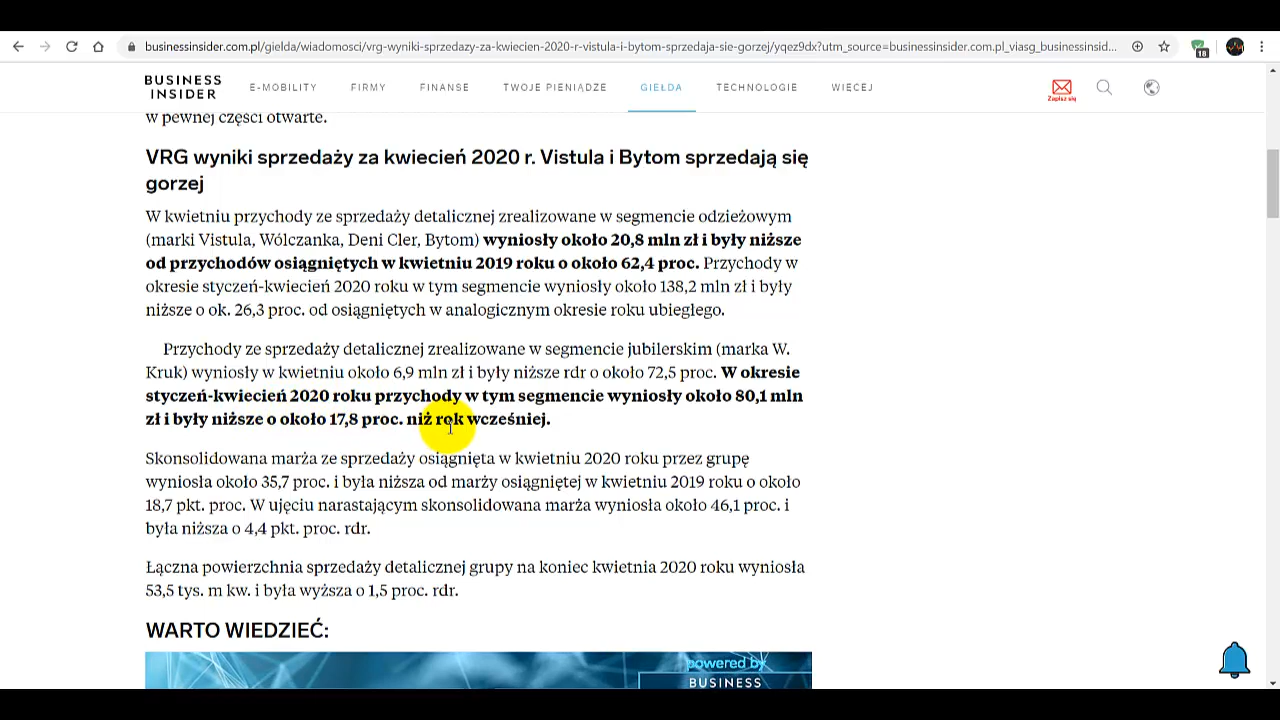 businessinsider.com.pl/gielda/wiadomosci/vrg-wyniki-sprzedazy-za-kwiecien-2020-r-vistula-i-bytom-sprzedaja-sie-gorzej/yqez9dx?utm_source=businessinsider.com.pl_viasg_businessinsid...
18
BUSINESS
INSIDER
E-MOBILITY FIRMY FINANSE TWOJE PIENIĄDZE GIEŁDA TECHNOLOGIE WIĘCEJ
Zapisz się
w pewnej części otwarte.
VRG wyniki sprzedaży za kwiecień 2020 r. Vistula i Bytom sprzedają się
gorzej
W kwietniu przychody ze sprzedaży detalicznej zrealizowane w segmencie odzieżowym
(marki Vistula, Wólczanka, Deni Cler, Bytom) wyniosły około 20,8 mln zł i były niższe
od przychodów osiągniętych w kwietniu 2019 roku o około 62,4 proc. Przychody w
okresie styczeń-kwiecień 2020 roku w tym segmencie wyniosły około 138,2 mln zł i były
niższe o ok. 26,3 proc. od osiągniętych w analogicznym okresie roku ubiegłego.
Przychody ze sprzedaży detalicznej zrealizowane w segmencie jubilerskim (marka W.
Kruk) wyniosły w kwietniu około 6,9 mln zł i były niższe rdr o około 72,5 proc. W okresie
styczeń-kwiecień 2020 roku przychody w tym segmencie wyniosły około 80,1 mln
zł i były niższe o około 17,8 proc. niż rok wcześniej.
Skonsolidowana marża ze sprzedaży osiągnięta w kwietniu 2020 roku przez grupę
wyniosła około 35,7 proc. i była niższa od marży osiągniętej w kwietniu 2019 roku o około
18,7 pkt. proc. W ujęciu narastającym skonsolidowana marża wyniosła około 46,1 proc. i
była niższa o 4,4 pkt. proc. rdr.
Łączna powierzchnia sprzedaży detalicznej grupy na koniec kwietnia 2020 roku wyniosła
53,5 tys. m kw. i była wyższa o 1,5 proc. rdr.
WARTO WIEDZIEĆ:
powered by
BUSINESS